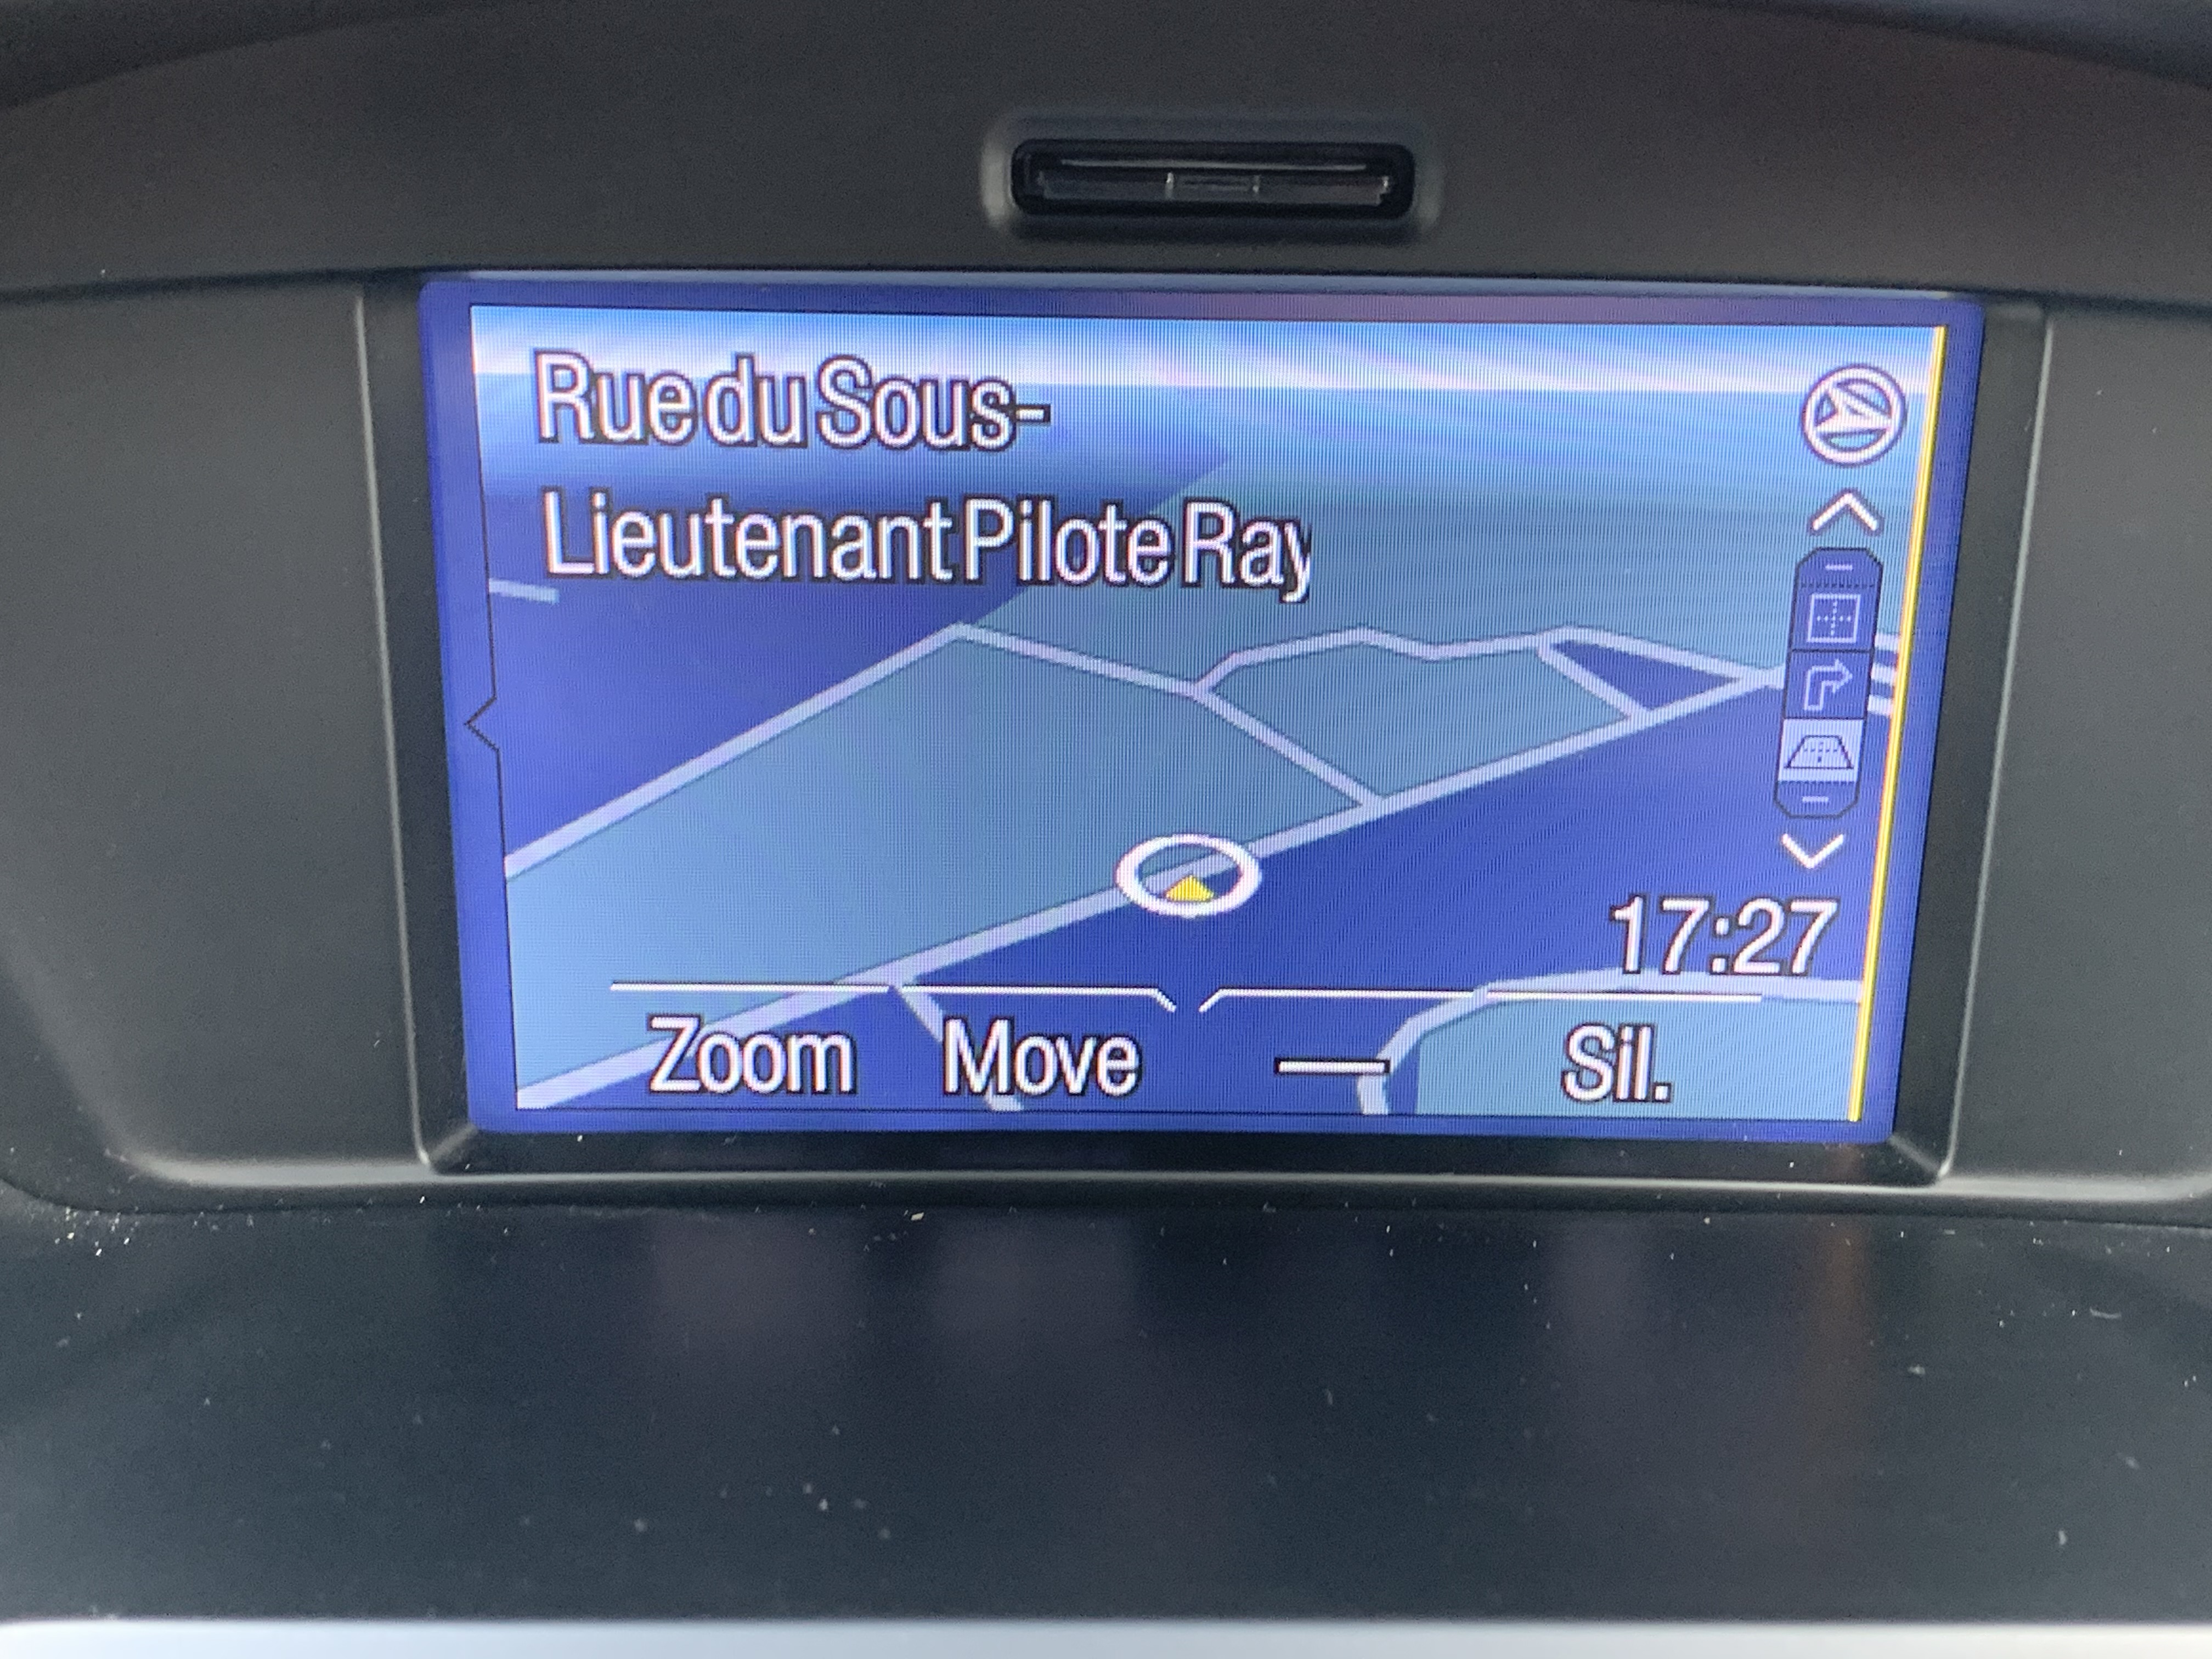 Rue du Sous-
Lieutenant Pilote Ray
17:27
Zoom Move Sil.